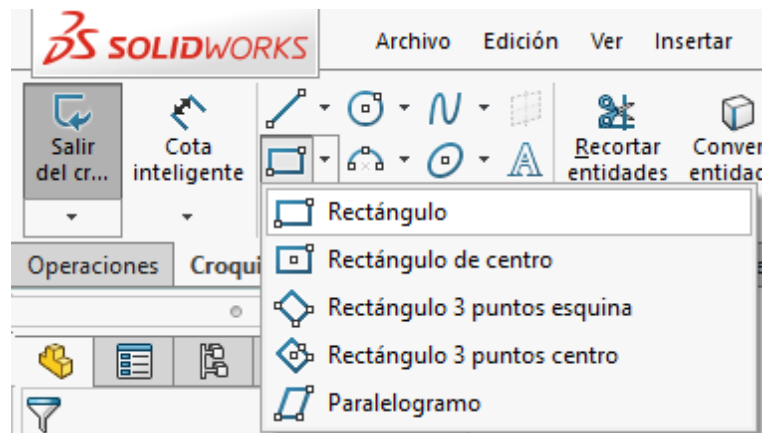 SOLIDWORKS
Archivo Edición Ver Insertar
Salir del cr...
Cota inteligente
Recortar entidades
Operaciones
Rectángulo
Rectángulo de centro
Rectángulo 3 puntos esquina
Rectángulo 3 puntos centro
Paralelogramo